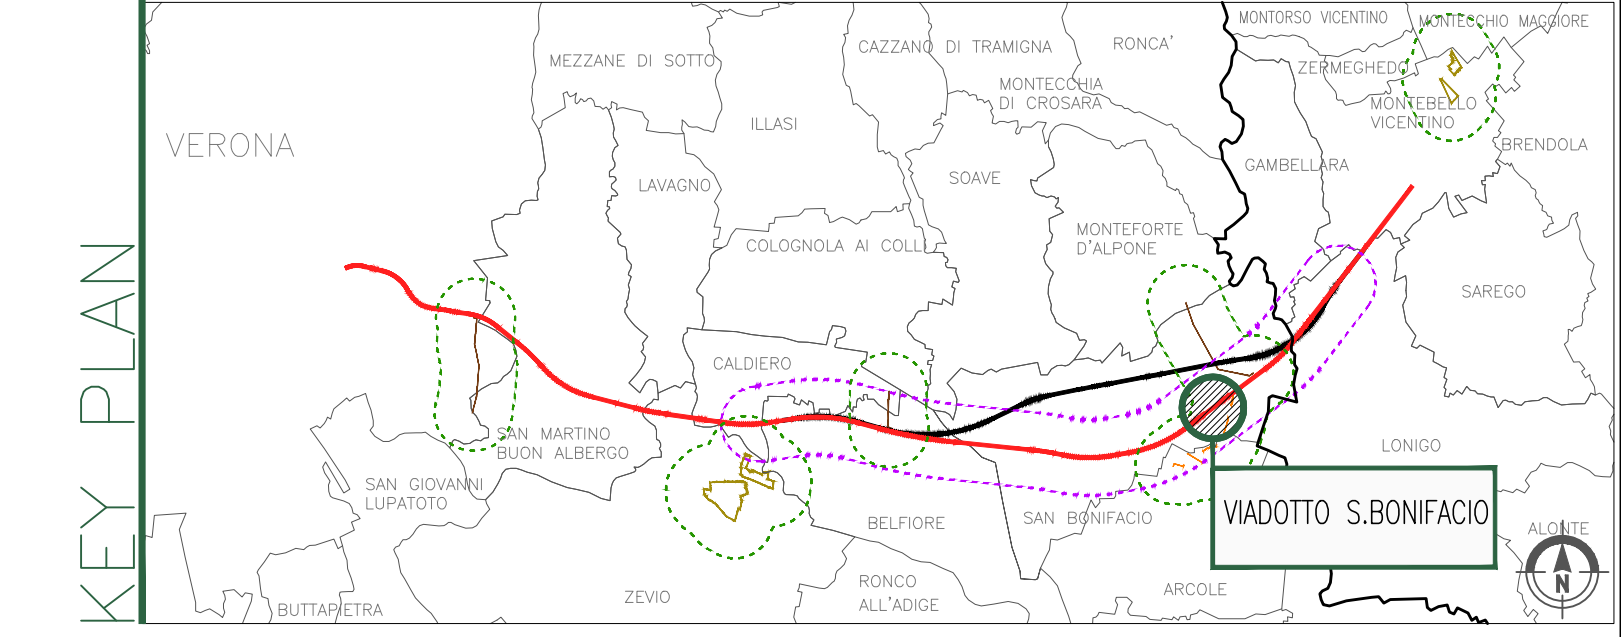 KEY PLAN
MONTORSO VICENTINO
MONTECCHIO MAGGIORE
MEZZANE DI SOTTO
CAZZANO DI TRAMIGNA
RONCA'
ZERMEGHEDO
MONTECCHIA
DI CROSARA
MONTEBELLO
VICENTINO
ILLASI
VERONA
BRENDOLA
GAMBELLARA
LAVAGNO
SOAVE
MONTEFORTE
D'ALPONE
COLOGNOLA AI COLLI
SAREGO
CALDIERO
SAN MARTINO
BUON ALBERGO
LONIGO
SAN GIOVANNI
LUPATOTO
BELFIORE
SAN BONIFACIO
VIADOTTO S.BONIFACIO
ALONTE
RONCO
ALL'ADIGE
ARCOLE
ZEVIO
BUTTAPIETRA
N